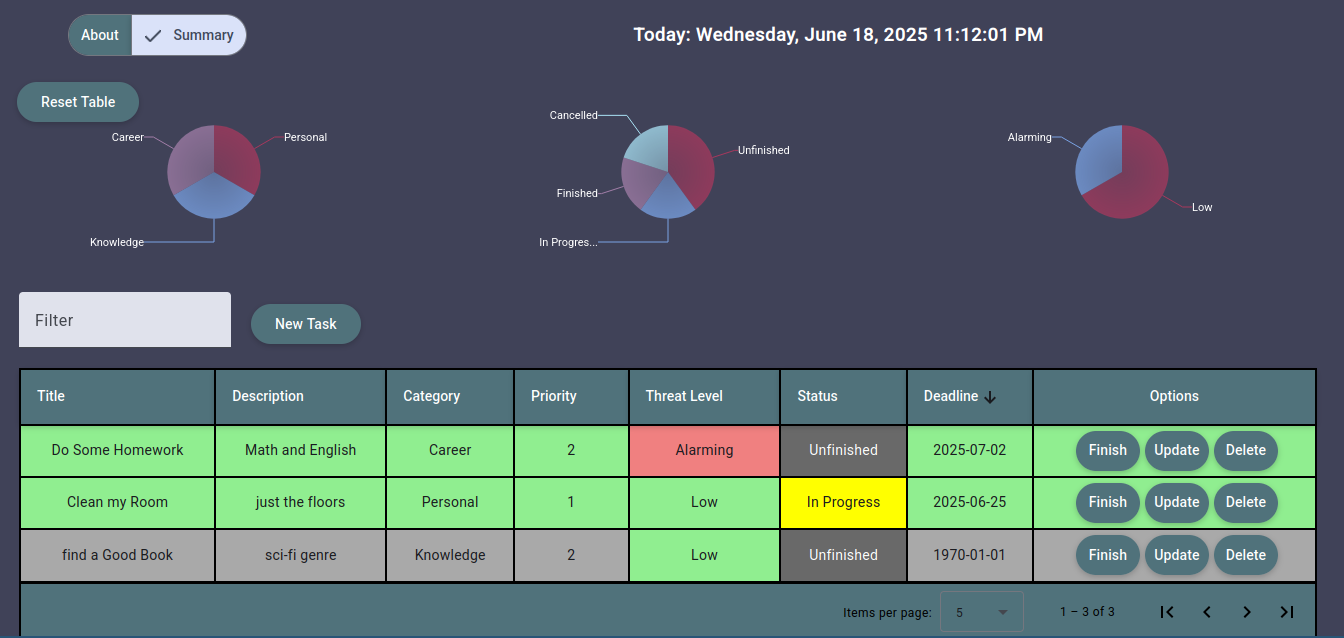 About
Summary
Today: Wednesday, June 18, 2025 11:12:01 PM
Reset Table
Career
Personal
Knowledge
Cancelled
Unfinished
Finished
In Progres...
Alarming
Low
Filter
New Task
Title Description Category Priority Threat Level Status Deadline Options
Do Some Homework Math and English Career 2 Alarming Unfinished 2025-07-02 Finish Update Delete
Clean my Room just the floors Personal 1 Low In Progress 2025-06-25 Finish Update Delete
find a Good Book sci-fi genre Knowledge 2 Low Unfinished 1970-01-01 Finish Update Delete
Items per page: 5 1 – 3 of 3